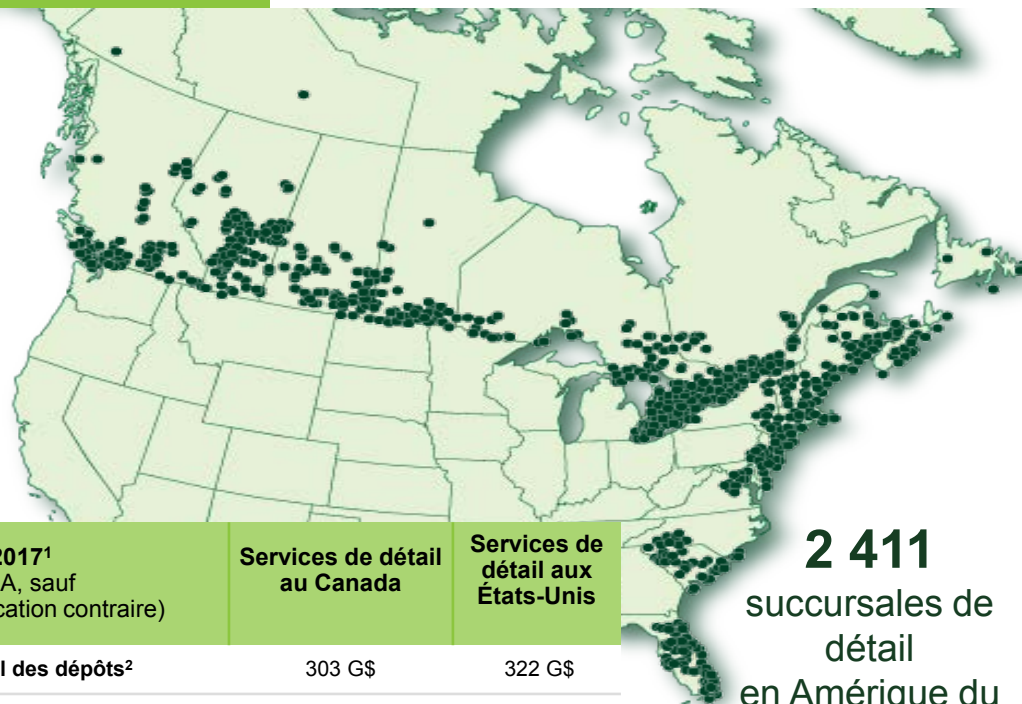 2017¹
A, sauf
cation contraire)
Services de détail
au Canada
Services de
détail aux
États-Unis
l des dépôts²
303 G$
322 G$
2 411
succursales de
détail
en Amérique du